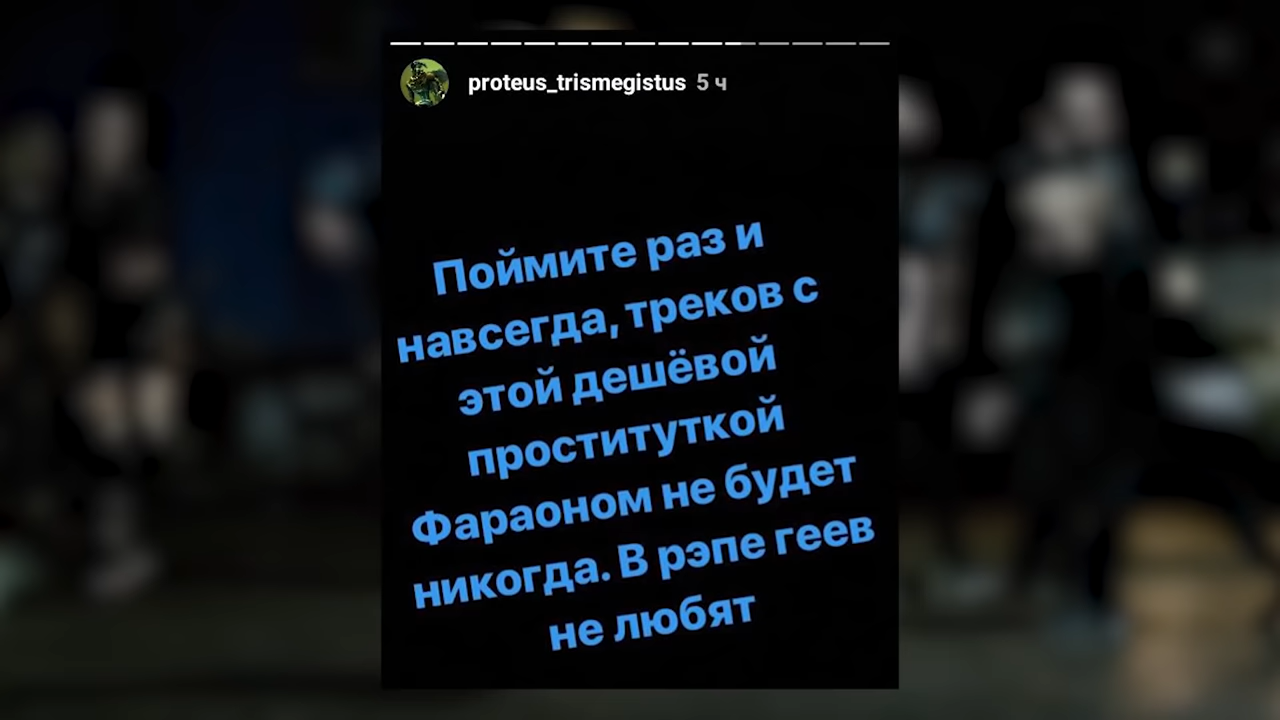 proteus_trismegistus 5 ч
Поймите раз и
навсегда, треков с
этой дешёвой
проституткой
Фараоном не будет
никогда. В рэпе геев
не любят